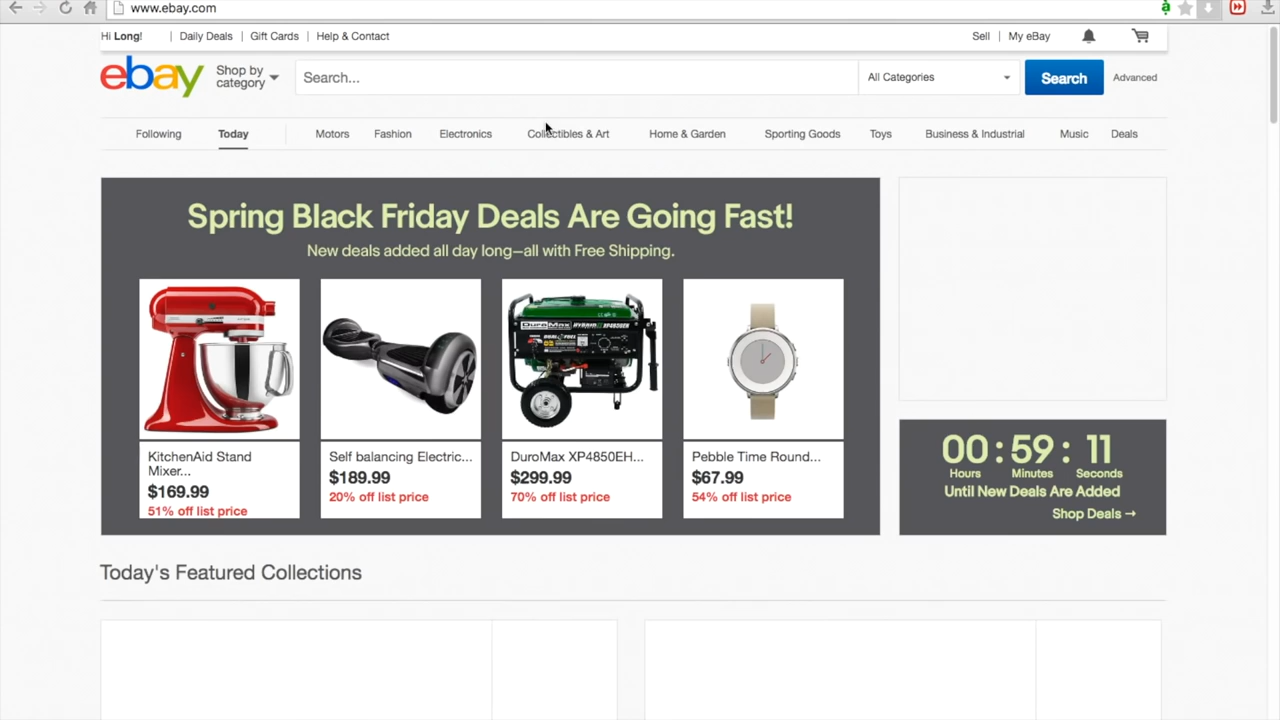 www.ebay.com
Hi Long! | Daily Deals | Gift Cards | Help & Contact Sell | My eBay
ebay Shop by category Search... All Categories Search Advanced
Following Today Motors Fashion Electronics Collectibles & Art Home & Garden Sporting Goods Toys Business & Industrial Music Deals
Spring Black Friday Deals Are Going Fast!
New deals added all day long—all with Free Shipping.
DuroMax XP4850EH
KitchenAid Stand
Mixer...
$169.99
51% off list price
Self balancing Electric...
$189.99
20% off list price
DuroMax XP4850EH...
$299.99
70% off list price
Pebble Time Round...
$67.99
54% off list price
00 : 59 : 11
Hours Minutes Seconds
Until New Deals Are Added
Shop Deals →
Today's Featured Collections